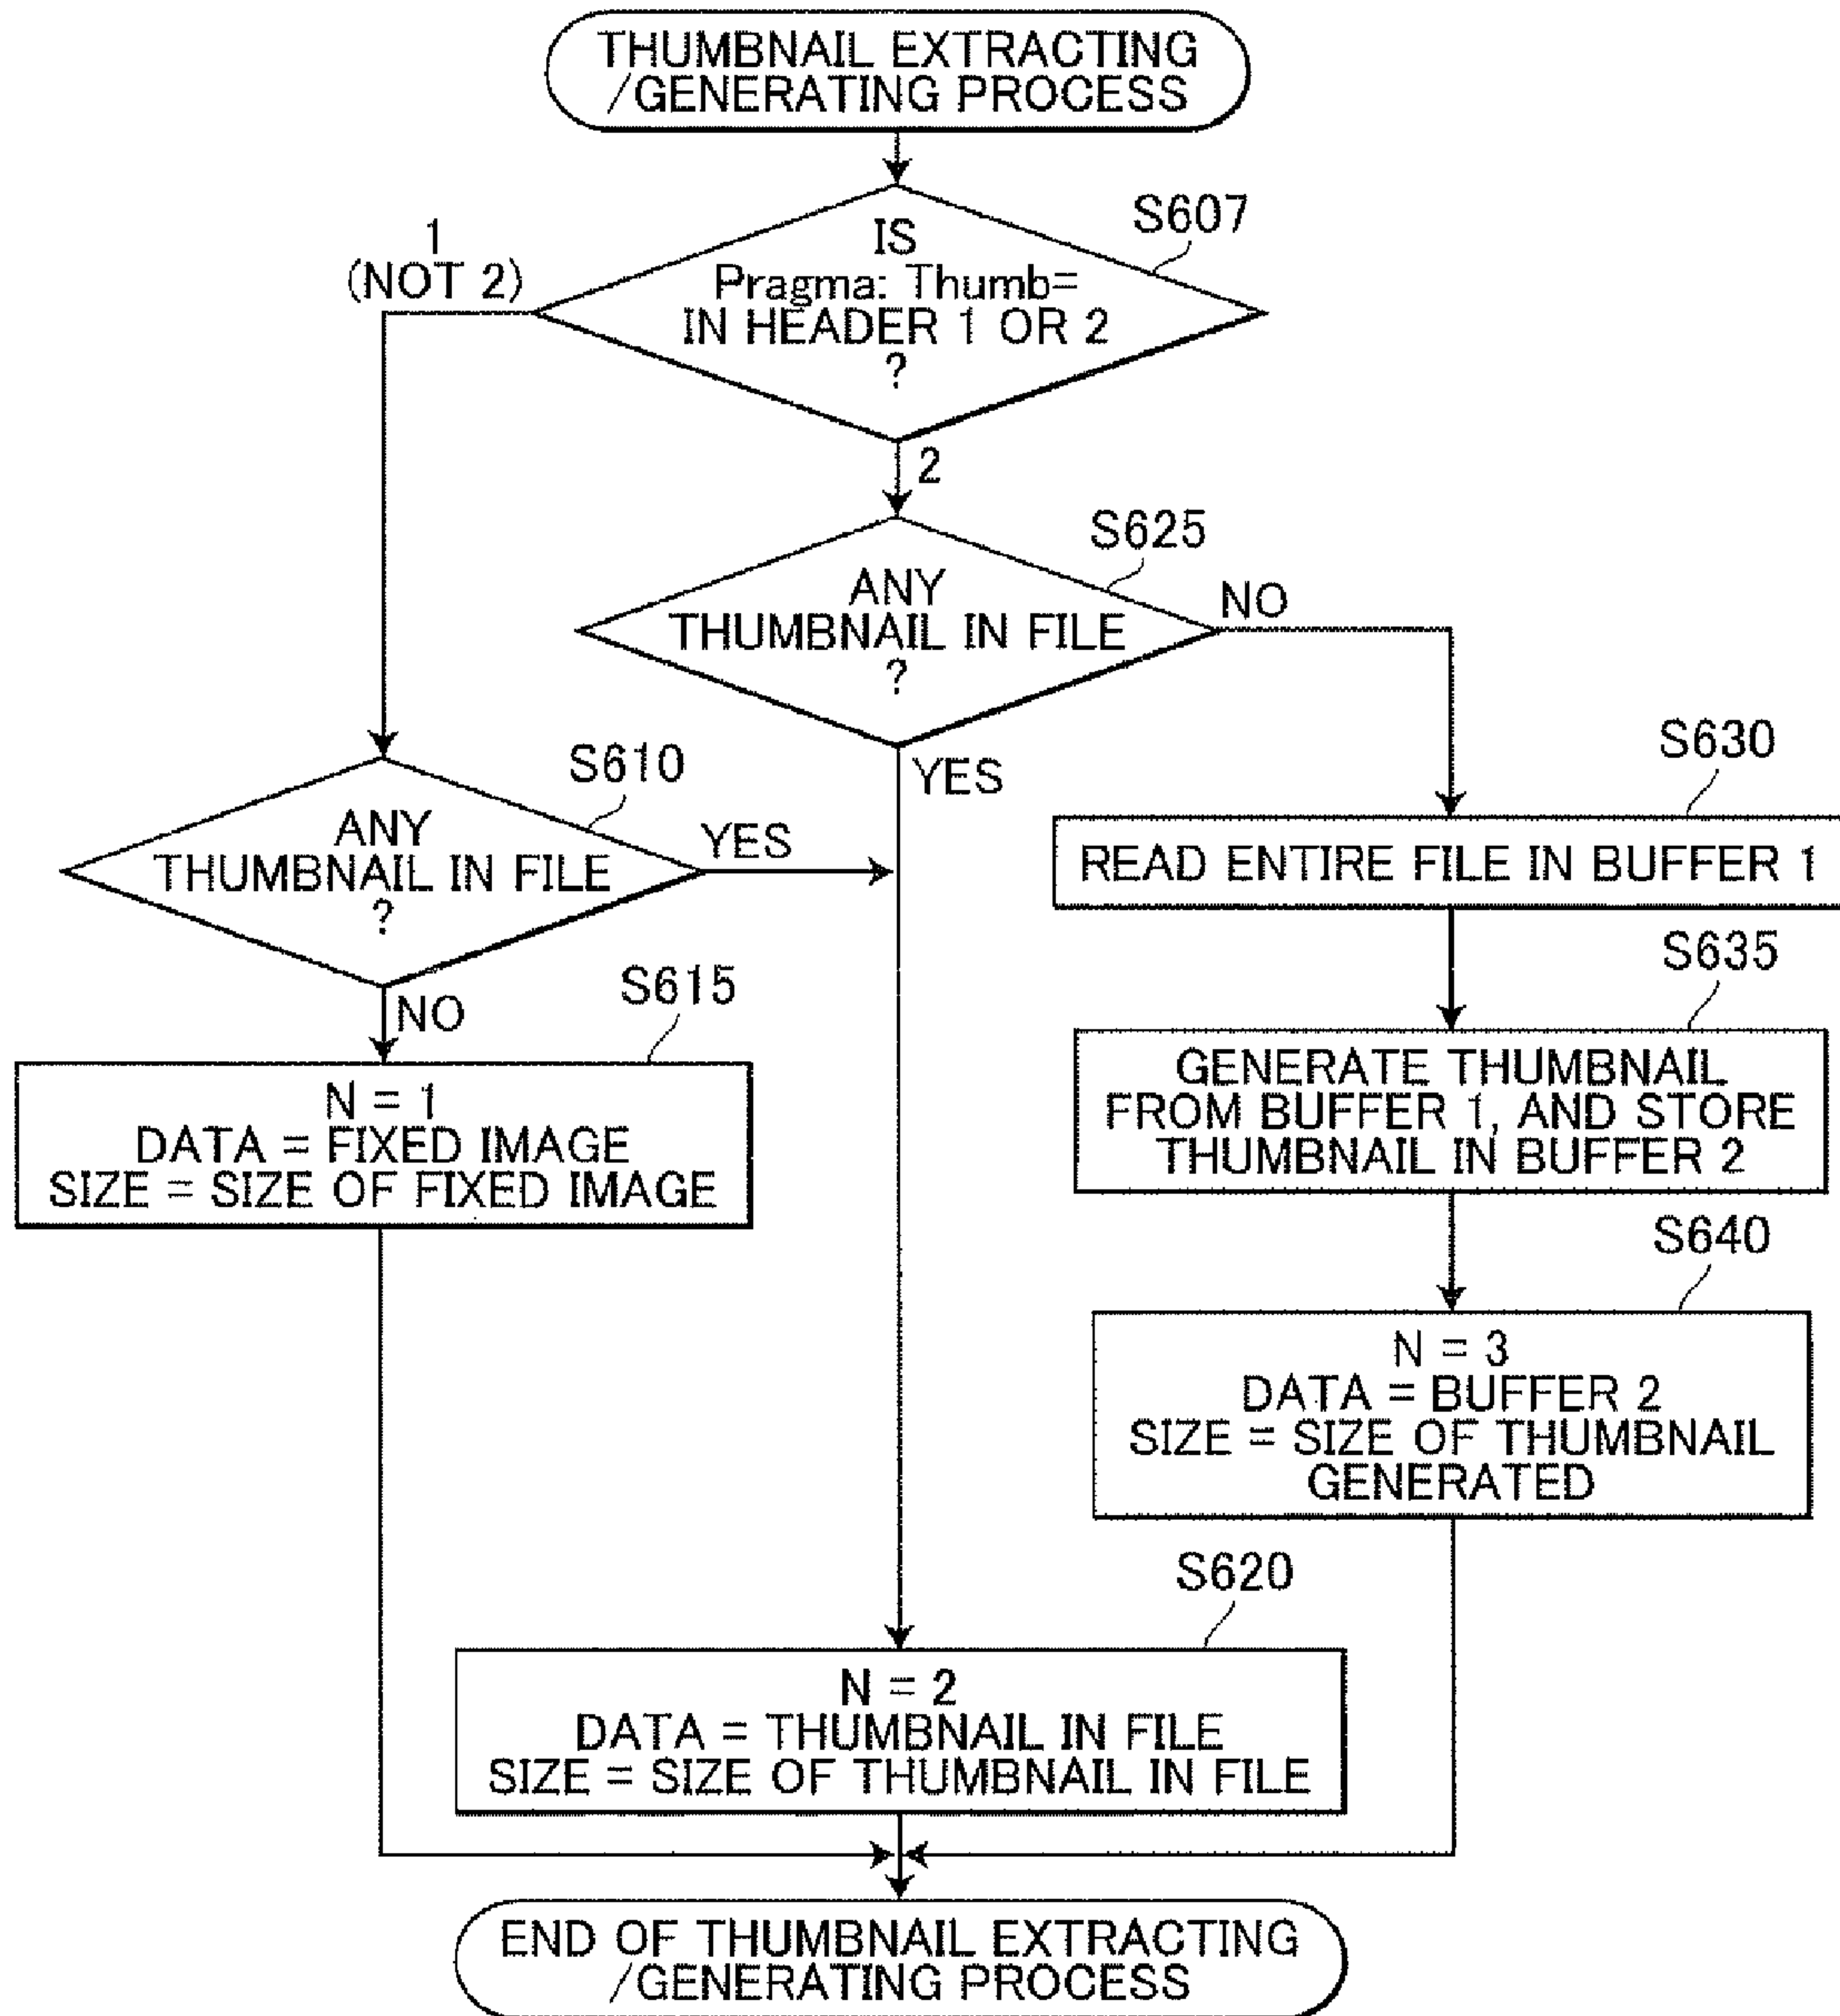 THUMBNAIL EXTRACTING
/GENERATING PROCESS
S607
1
(NOT 2)
IS
Pragma: Thumb=
IN HEADER 1 OR 2
?
2
S625
ANY
THUMBNAIL IN FILE
?
NO
YES
S610
ANY
THUMBNAIL IN FILE
?
YES
NO
S630
READ ENTIRE FILE IN BUFFER 1
S615
N = 1
DATA = FIXED IMAGE
SIZE = SIZE OF FIXED IMAGE
S635
GENERATE THUMBNAIL
FROM BUFFER 1, AND STORE
THUMBNAIL IN BUFFER 2
S640
N = 3
DATA = BUFFER 2
SIZE = SIZE OF THUMBNAIL
GENERATED
S620
N = 2
DATA = THUMBNAIL IN FILE
SIZE = SIZE OF THUMBNAIL IN FILE
END OF THUMBNAIL EXTRACTING
/GENERATING PROCESS